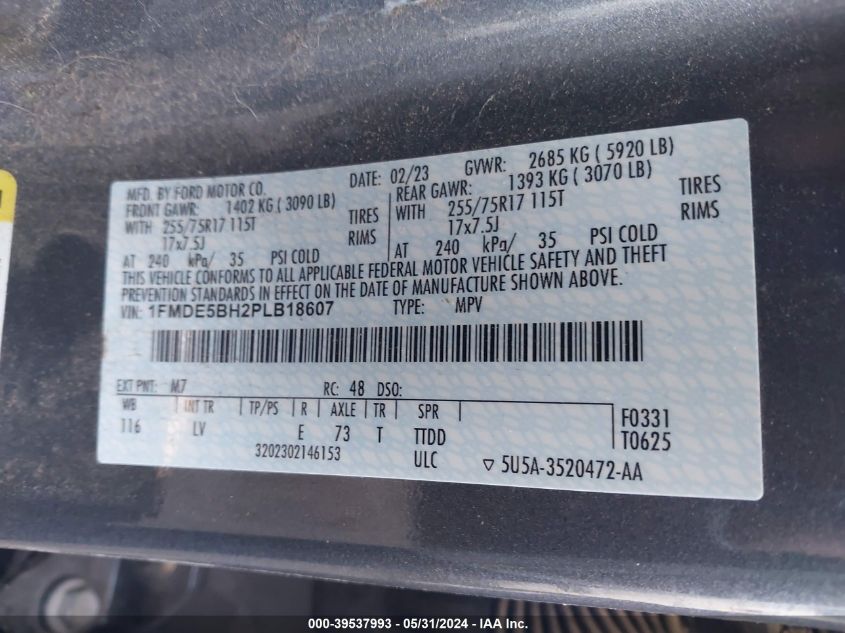 MFD. BY FORD MOTOR CO.
DATE: 02/23
GVWR: 2685 KG ( 5920 LB)
FRONT GAWR: 1402 KG ( 3090 LB)
REAR GAWR: 1393 KG ( 3070 LB)
WITH 255/75R17 115T TIRES
WITH 255/75R17 115T TIRES
17x7.5J RIMS
17x7.5J RIMS
AT 240 kPa/ 35 PSI COLD
AT 240 kPa/ 35 PSI COLD
THIS VEHICLE CONFORMS TO ALL APPLICABLE FEDERAL MOTOR VEHICLE SAFETY AND THEFT
PREVENTION STANDARDS IN EFFECT ON THE DATE OF MANUFACTURE SHOWN ABOVE.
VIN: 1FMDE5BH2PLB18607 TYPE: MPV
EXT PNT: M7 RC: 48 DSO:
WB INT TR TP/PS R AXLE TR SPR
116 LV E 73 T TTDD
F0331
T0625
3202302146153 ULC ▽ 5U5A-3520472-AA
000-39537993 - 05/31/2024 - IAA Inc.